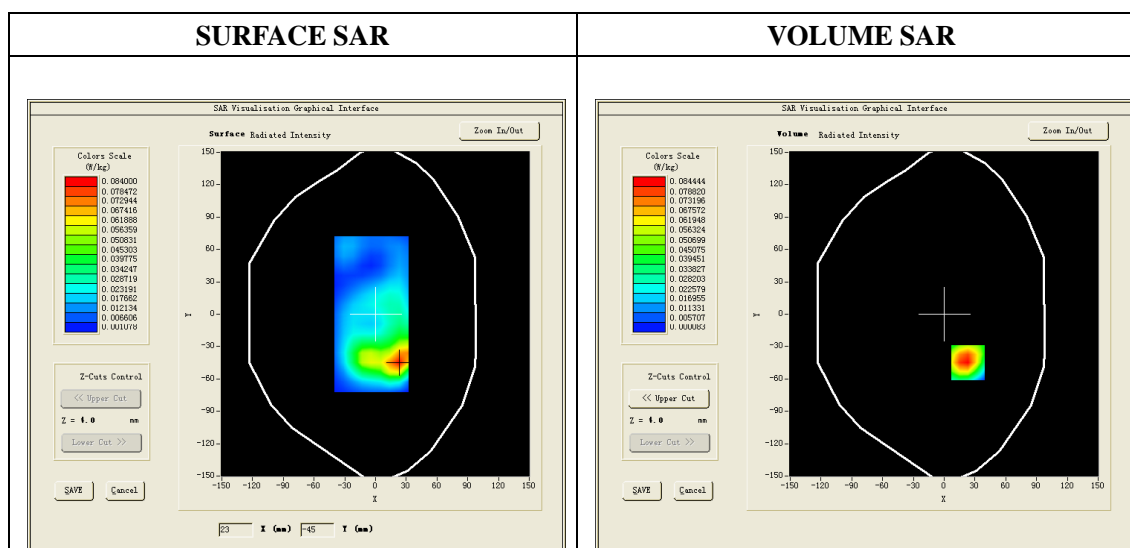 SURFACE SAR
VOLUME SAR
SAR Visualisation Graphical Interface
Surface Radiated Intensity
Zoom In/Out
Colors Scale
(W/kg)
0.084000
0.078472
0.072944
0.067416
0.061888
0.056359
0.050831
0.045303
0.039775
0.034247
0.028719
0.023191
0.017662
0.012134
0.006606
0.001078
150
120
90
60
30
0
-30
-60
-90
-120
-150
Y
-150 -120 -90 -60 -30 0 30 60 90 120 150
X
Z-Cuts Control
<< Upper Cut
Z = 4.0 mm
Lower Cut >>
SAVE Cancel
23 X (mm) -45 Y (mm)
SAR Visualisation Graphical Interface
Volume Radiated Intensity
Zoom In/Out
Colors Scale
(W/kg)
0.084444
0.078820
0.073196
0.067572
0.061948
0.056324
0.050699
0.045075
0.039451
0.033827
0.028203
0.022579
0.016955
0.011331
0.005707
0.000083
150
120
90
60
30
0
-30
-60
-90
-120
-150
Y
-150 -120 -90 -60 -30 0 30 60 90 120 150
X
Z-Cuts Control
<< Upper Cut
Z = 4.0 mm
Lower Cut >>
SAVE Cancel